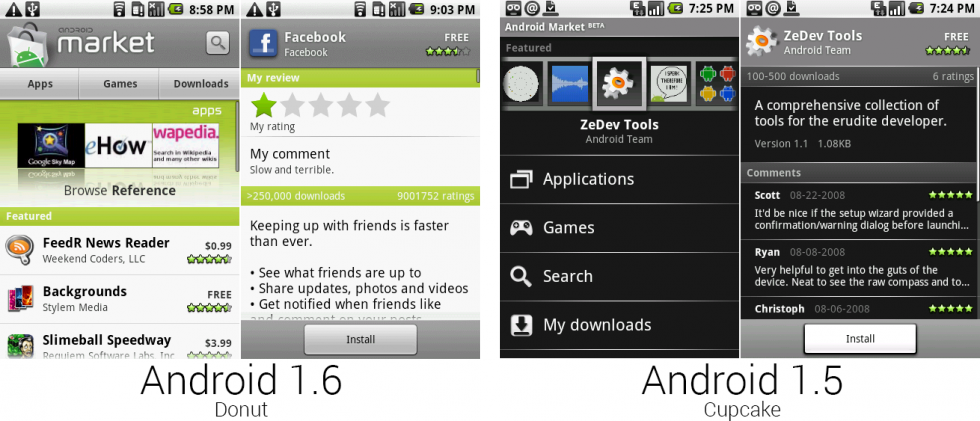 8:58 PM
ANDROID
market
Apps
Games
Downloads
apps
Google Sky Map
eHow
wapedia.
Search in Wikipedia
and many other wikis
Browse Reference
Featured
FeedR News Reader
$0.99
Weekend Coders, LLC
Backgrounds
FREE
Stylem Media
Slimeball Speedway
$3.99
Requiem Software Labs, Inc
9:03 PM
Facebook
FREE
Facebook
My review
My rating
My comment
Slow and terrible.
>250,000 downloads
9001752 ratings
Keeping up with friends is faster
than ever.
• See what friends are up to
• Share updates, photos and videos
• Get notified when friends like
and comment on your posts
Install
Android 1.6
Donut
7:25 PM
Android Market BETA
Featured
I SPEAK
THEREFORE
I AM!
ZeDev Tools
Android Team
Applications
Games
Search
My downloads
7:24 PM
ZeDev Tools
FREE
Android Team
100-500 downloads
6 ratings
A comprehensive collection of
tools for the erudite developer.
Version 1.1 1.08KB
Comments
Scott 08-22-2008
It'd be nice if the setup wizard provided a
confirmation/warning dialog before launchi...
Ryan 08-08-2008
Very helpful to get into the guts of the
device. Neat to see the raw compass and to...
Christoph 08-06-2008
Install
Android 1.5
Cupcake